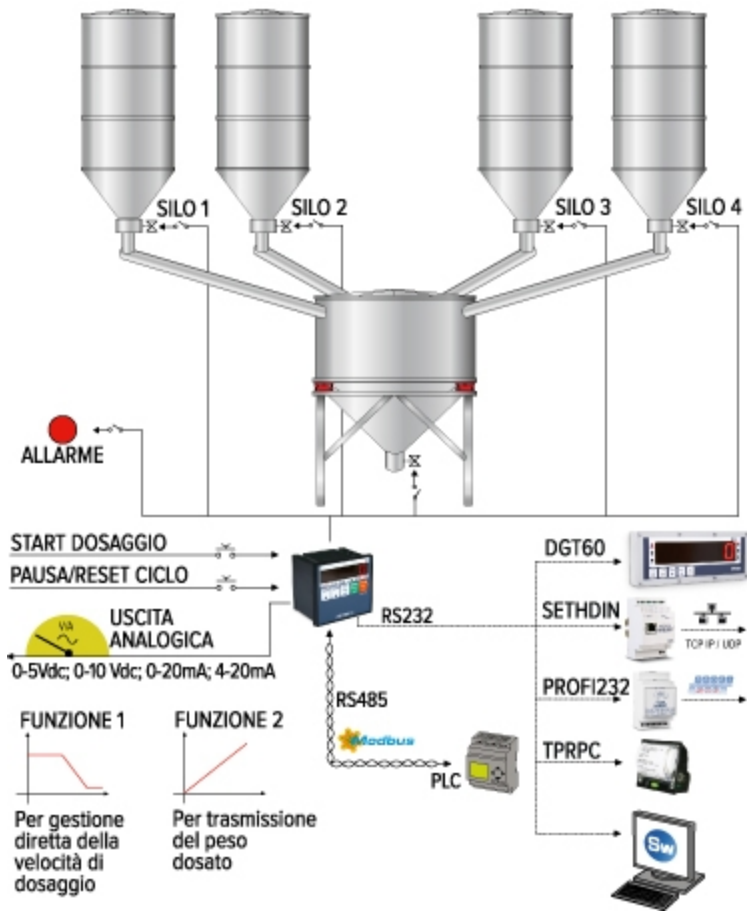 SILO 1
SILO 2
SILO 3
SILO 4
ALLARME
START DOSAGGIO
PAUSA/RESET CICLO
USCITA
ANALOGICA
VA
0-5Vdc; 0-10 Vdc; 0-20mA; 4-20mA
RS232
RS485
Modbus
PLC
DGT60
0
SETHDIN
TCP IP / UDP
PROFI232
TPRPC
Sw
FUNZIONE 1
Per gestione
diretta della
velocità di
dosaggio
FUNZIONE 2
Per trasmissione
del peso
dosato